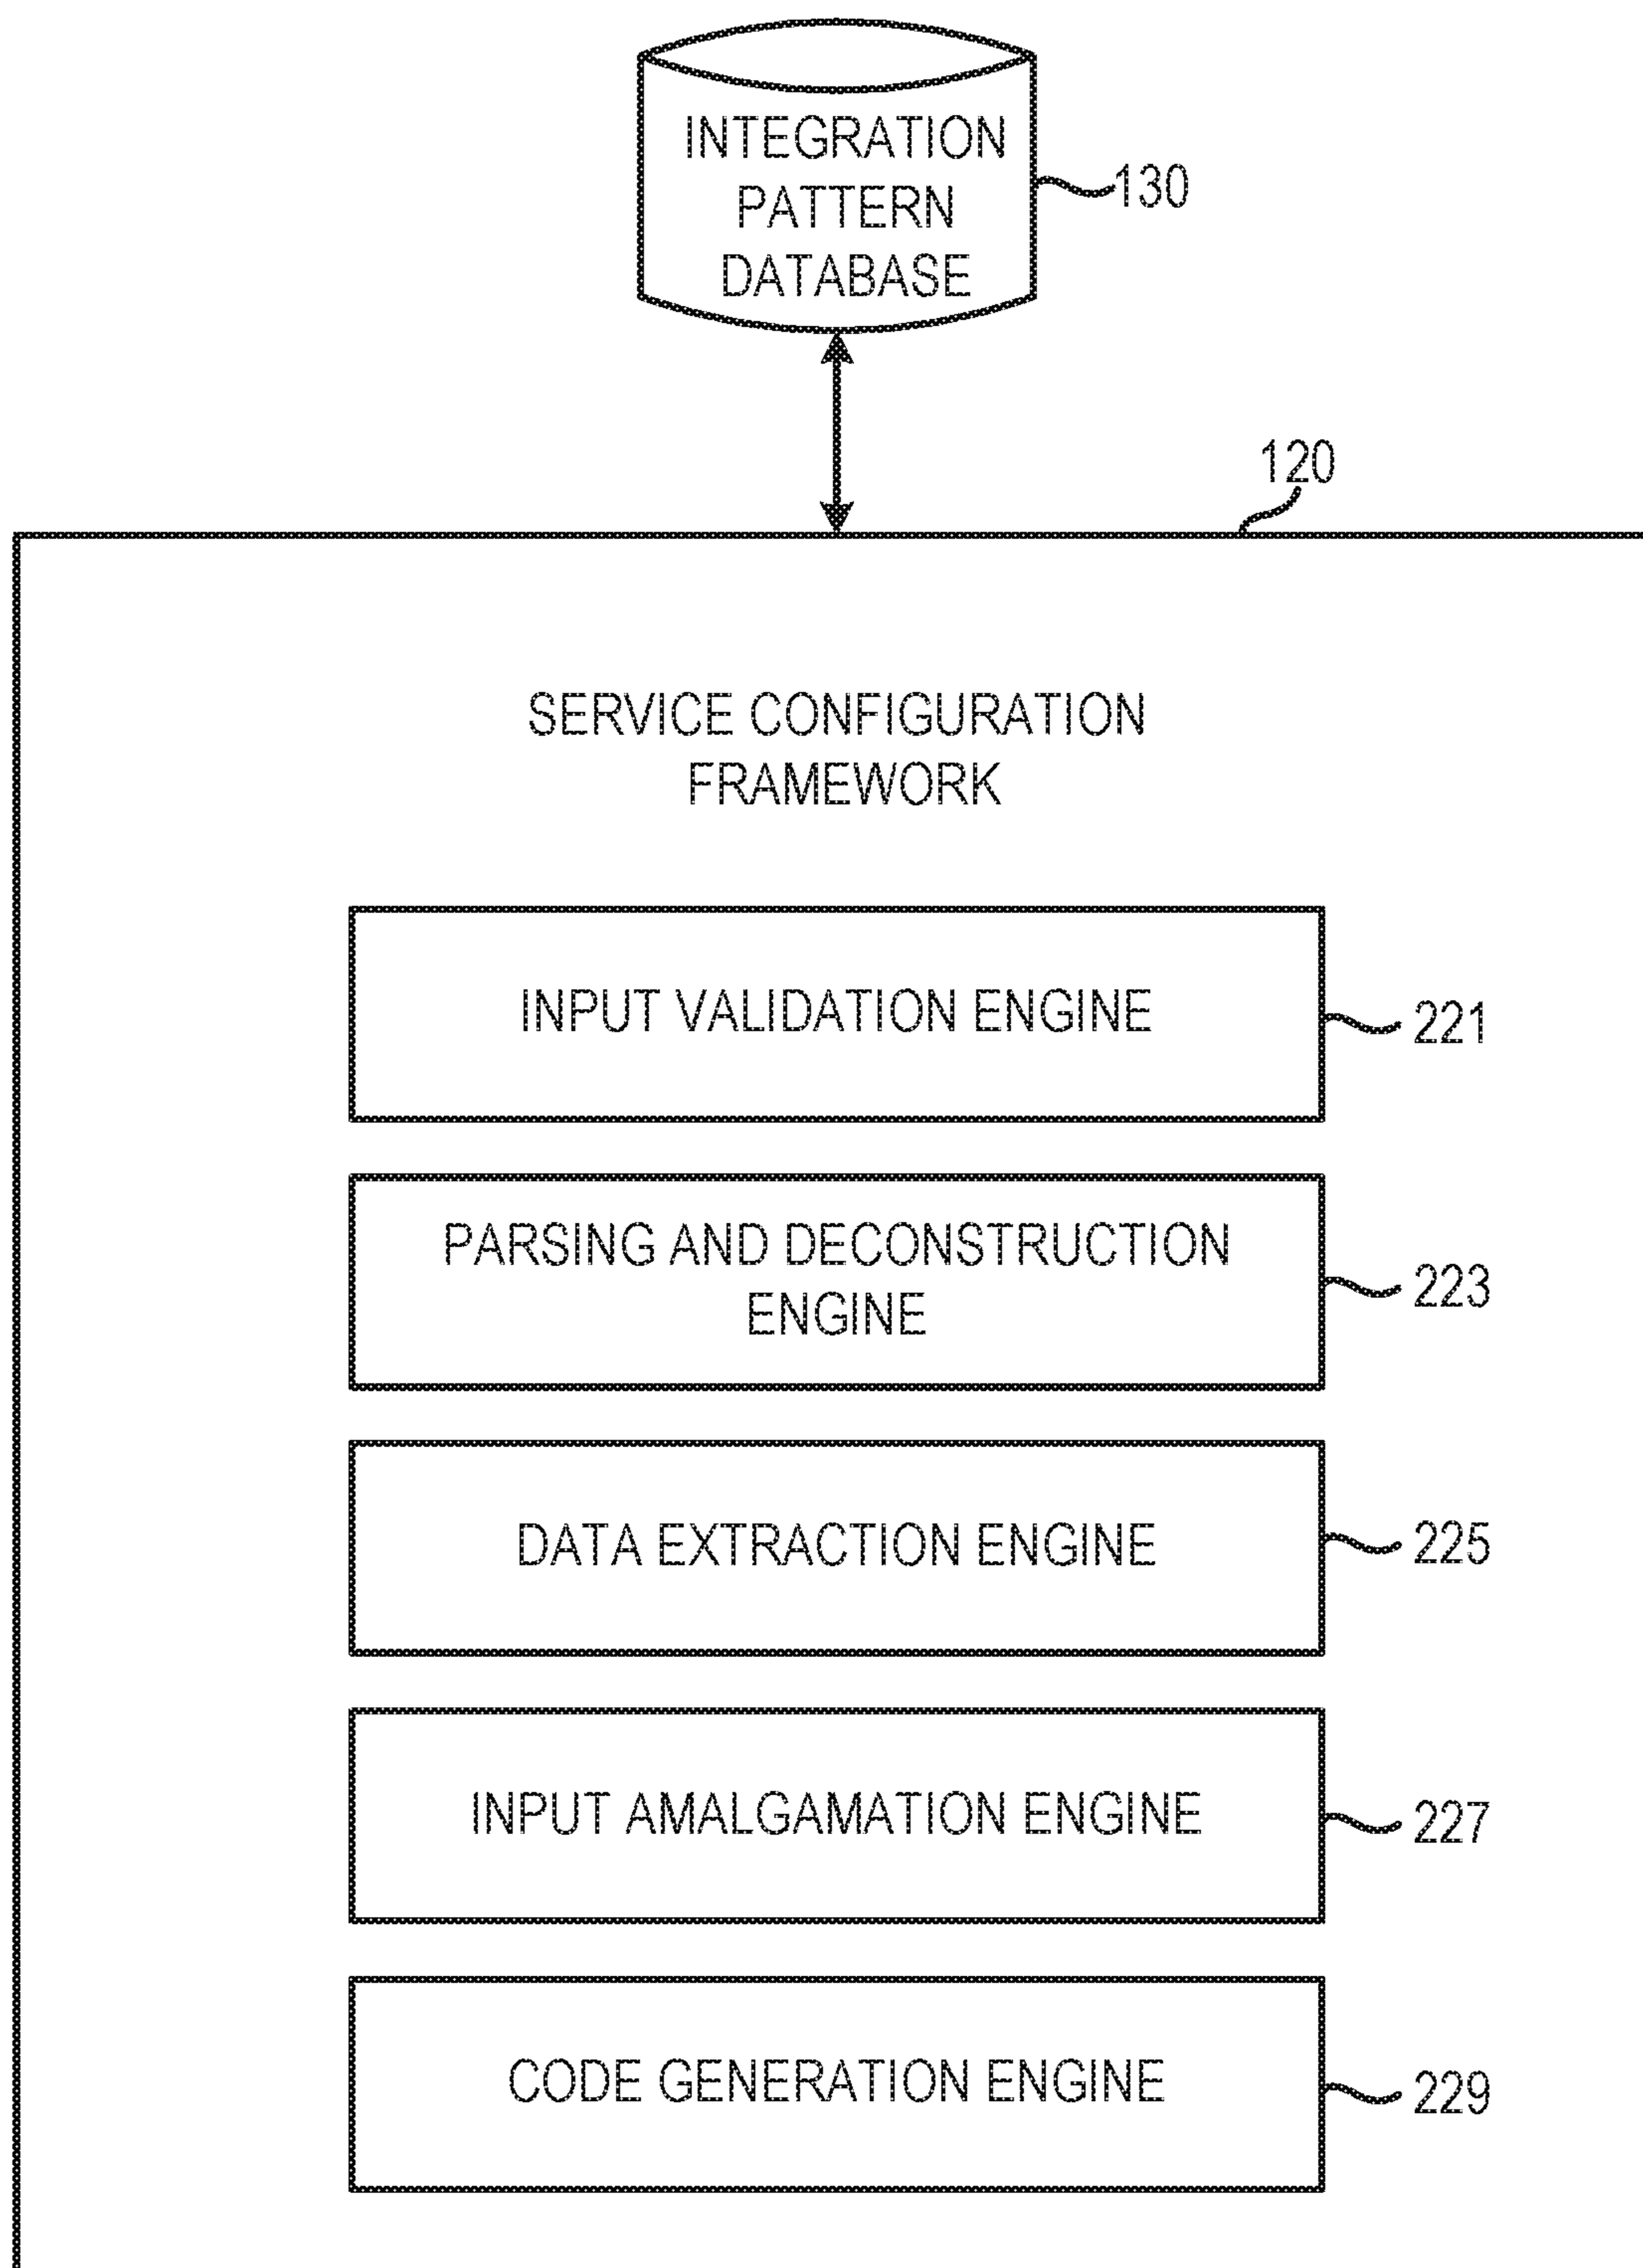 INTEGRATION
PATTERN
DATABASE
130
120
SERVICE CONFIGURATION
FRAMEWORK
INPUT VALIDATION ENGINE
221
PARSING AND DECONSTRUCTION
ENGINE
223
DATA EXTRACTION ENGINE
225
INPUT AMALGAMATION ENGINE
227
CODE GENERATION ENGINE
229